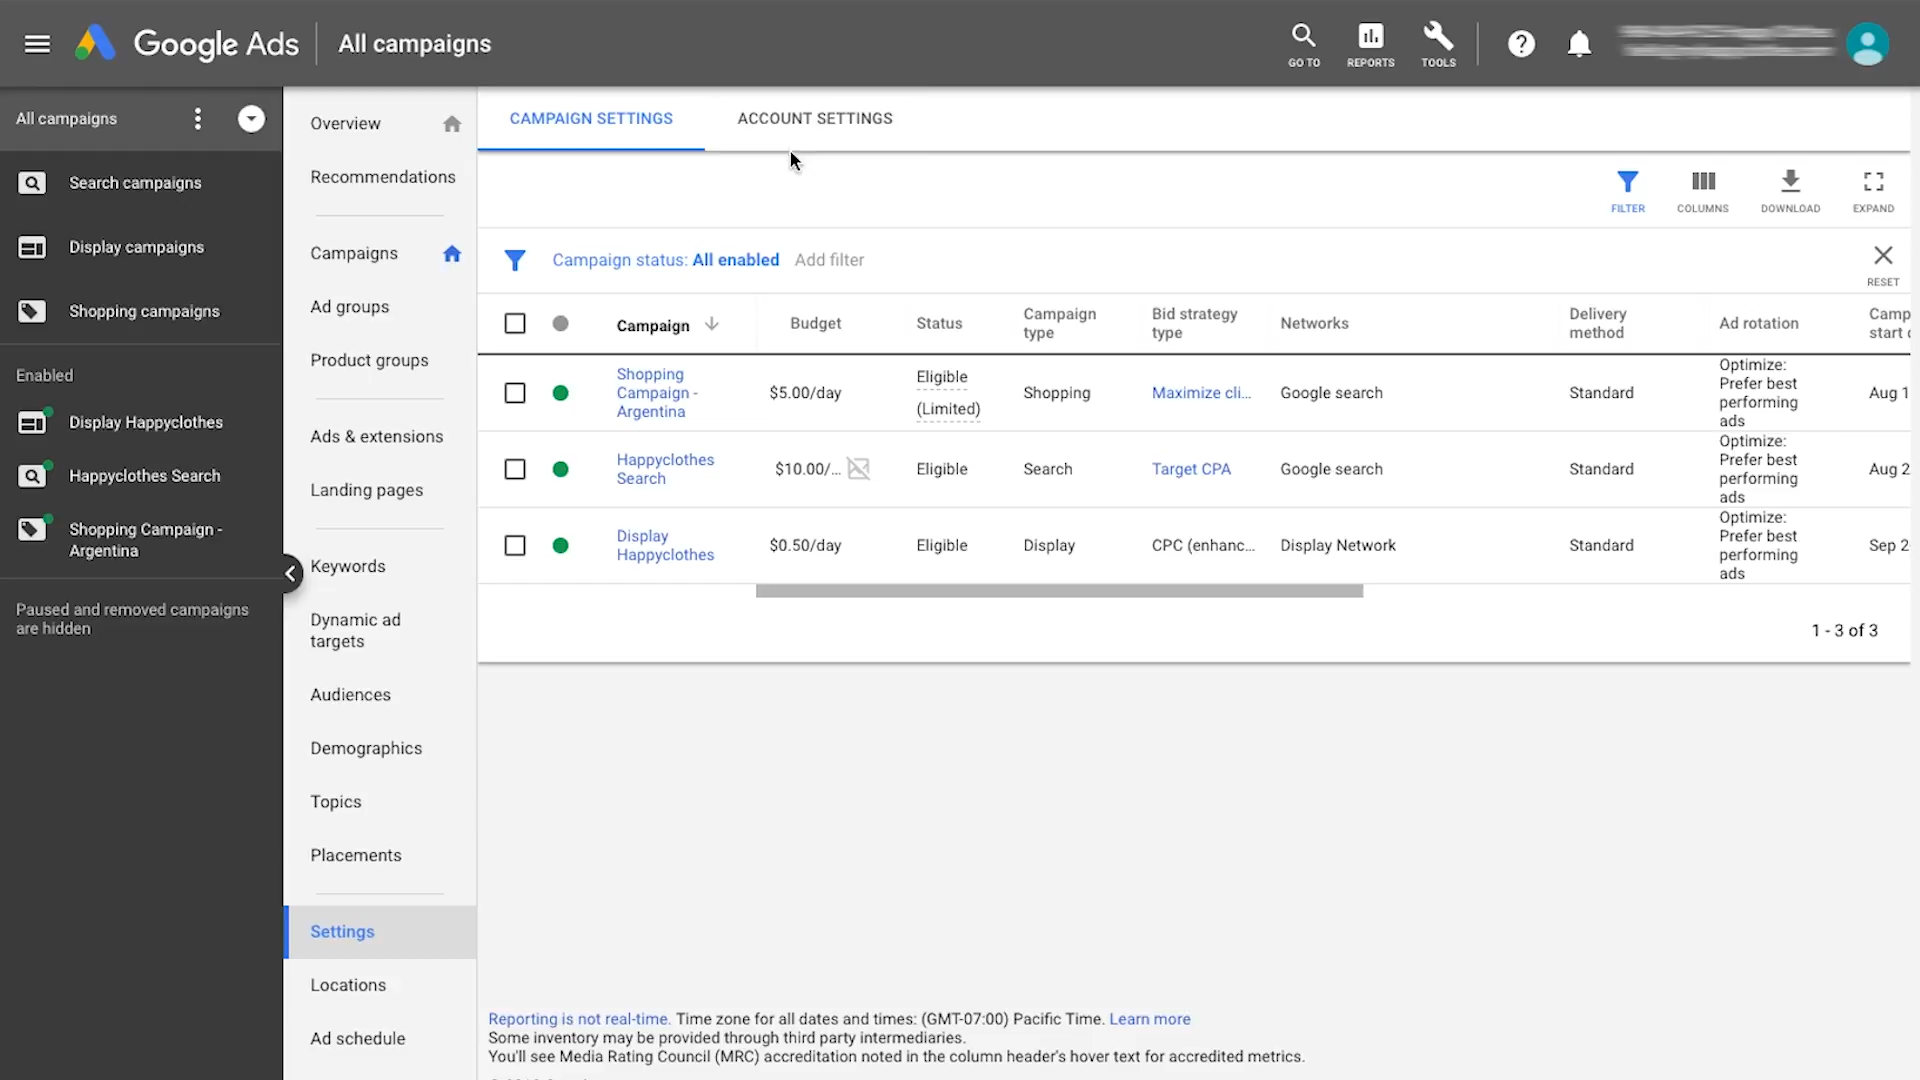 Google Ads
All campaigns
GO TO
REPORTS
TOOLS
All campaigns
Search campaigns
Display campaigns
Shopping campaigns
Enabled
Display Happyclothes
Happyclothes Search
Shopping Campaign -
Argentina
Paused and removed campaigns
are hidden
Overview
Recommendations
Campaigns
Ad groups
Product groups
Ads & extensions
Landing pages
Keywords
Dynamic ad
targets
Audiences
Demographics
Topics
Placements
Settings
Locations
Ad schedule
CAMPAIGN SETTINGS
ACCOUNT SETTINGS
FILTER
COLUMNS
DOWNLOAD
EXPAND
Campaign status: All enabled
Add filter
RESET
Campaign
Budget
Status
Campaign
type
Bid strategy
type
Networks
Delivery
method
Ad rotation
Camp
start
Shopping
Campaign -
Argentina
$5.00/day
Eligible
(Limited)
Shopping
Maximize cli...
Google search
Standard
Optimize:
Prefer best
performing
ads
Aug 1
Happyclothes
Search
$10.00/...
Eligible
Search
Target CPA
Google search
Standard
Optimize:
Prefer best
performing
ads
Aug 2
Display
Happyclothes
$0.50/day
Eligible
Display
CPC (enhanc...
Display Network
Standard
Optimize:
Prefer best
performing
ads
Sep 2
1 - 3 of 3
Reporting is not real-time. Time zone for all dates and times: (GMT-07:00) Pacific Time. Learn more
Some inventory may be provided through third party intermediaries.
You'll see Media Rating Council (MRC) accreditation noted in the column header's hover text for accredited metrics.